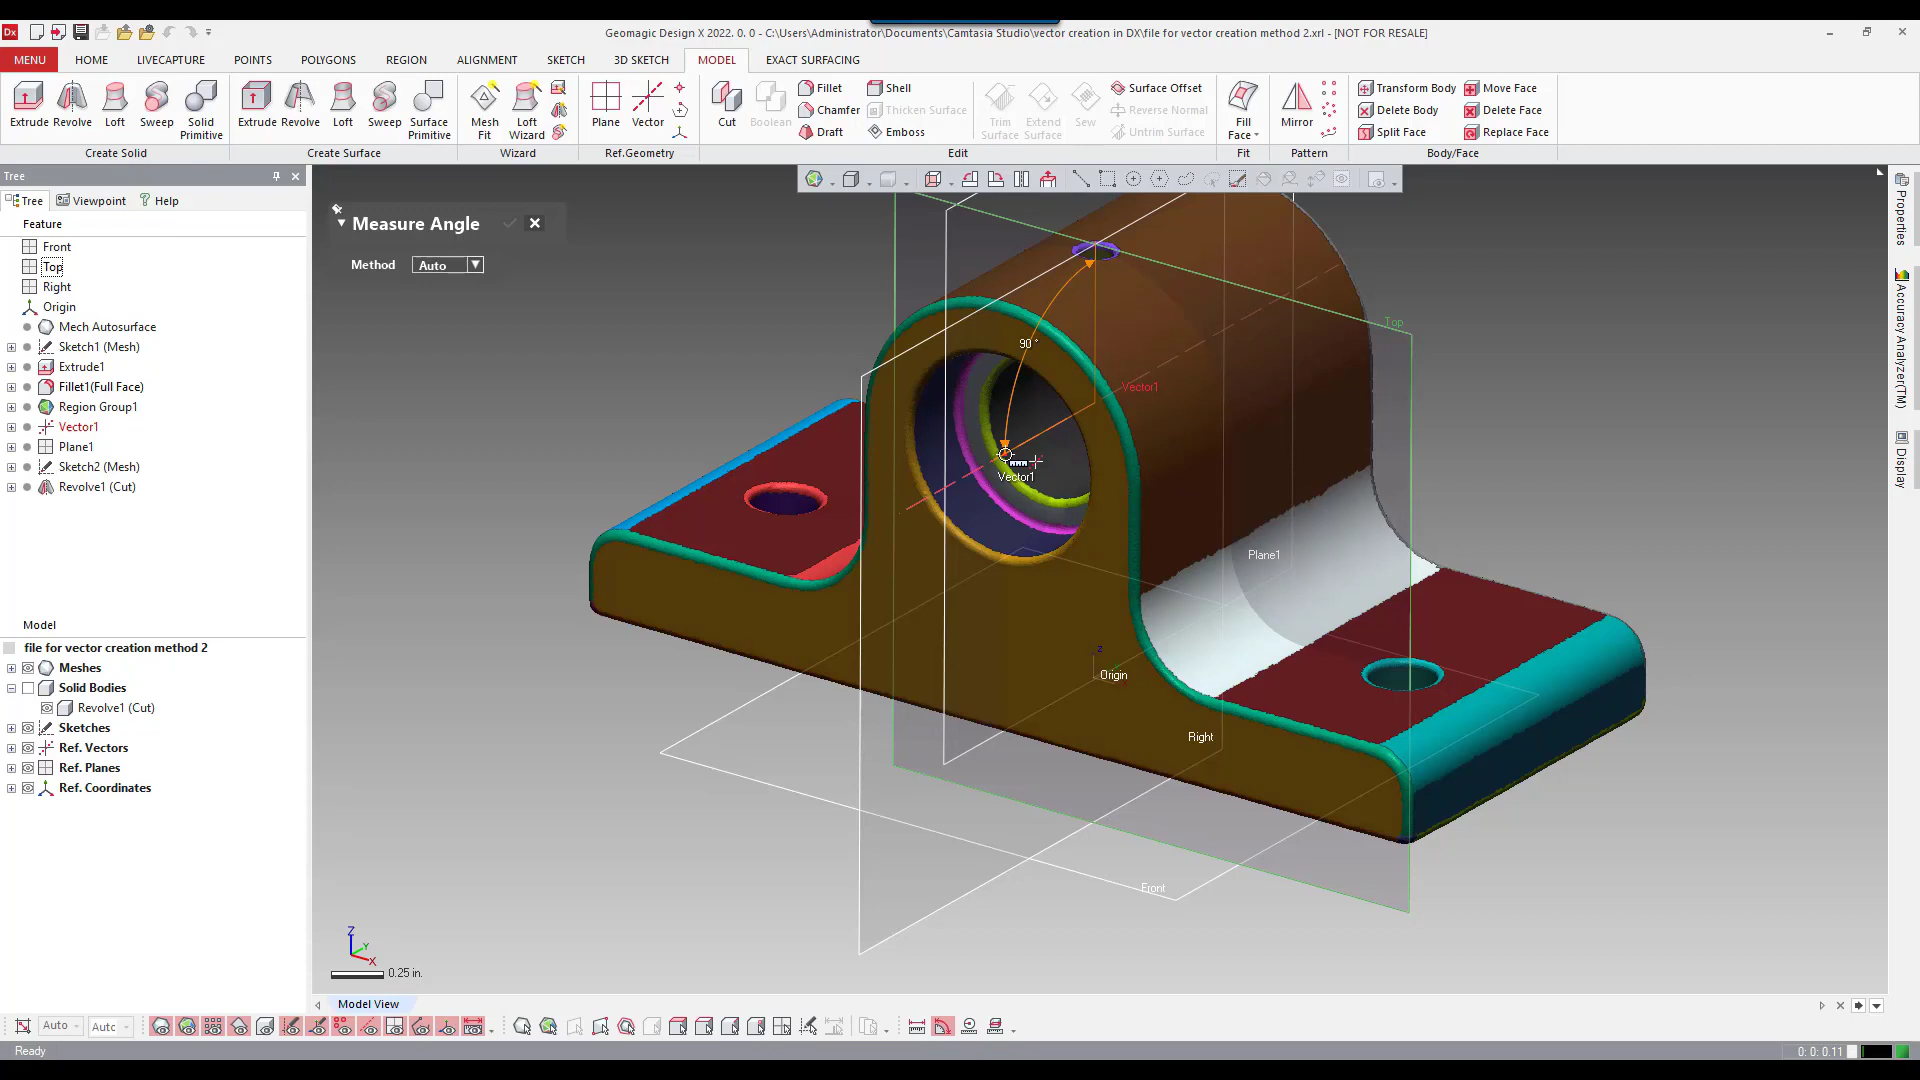 Dx
Geomagic Design X 2022. 0. 0 - C:\Users\Administrator\Documents\Camtasia Studio\vector creation in DX\file for vector creation method 2.xrl - [NOT FOR RESALE]
MENU HOME LIVECAPTURE POINTS POLYGONS REGION ALIGNMENT SKETCH 3D SKETCH MODEL EXACT SURFACING
Extrude Revolve Loft Sweep Solid Primitive
Create Solid
Extrude Revolve Loft Sweep Surface Primitive
Create Surface
Mesh Fit Loft Wizard
Wizard
Plane Vector
Ref.Geometry
Cut Boolean
Fillet Shell
Chamfer Thicken Surface
Draft Emboss
Trim Surface Extend Surface Sew
Surface Offset
Reverse Normal
Untrim Surface
Edit
Fill Face
Fit
Mirror
Pattern
Transform Body Move Face
Delete Body Delete Face
Split Face Replace Face
Body/Face
Tree
Tree Viewpoint Help
Feature
Front
Top
Right
Origin
Mech Autosurface
Sketch1 (Mesh)
Extrude1
Fillet1(Full Face)
Region Group1
Vector1
Plane1
Sketch2 (Mesh)
Revolve1 (Cut)
Model
file for vector creation method 2
Meshes
Solid Bodies
Revolve1 (Cut)
Sketches
Ref. Vectors
Ref. Planes
Ref. Coordinates
Measure Angle
Method Auto
Top
90 °
Vector1
Vector1
Plane1
Z
Origin
Right
Front
Z
Y
X
0.25 in.
Properties
Accuracy Analyzer(TM)
Display
Model View
Auto Auto
Ready
0: 0: 0.11